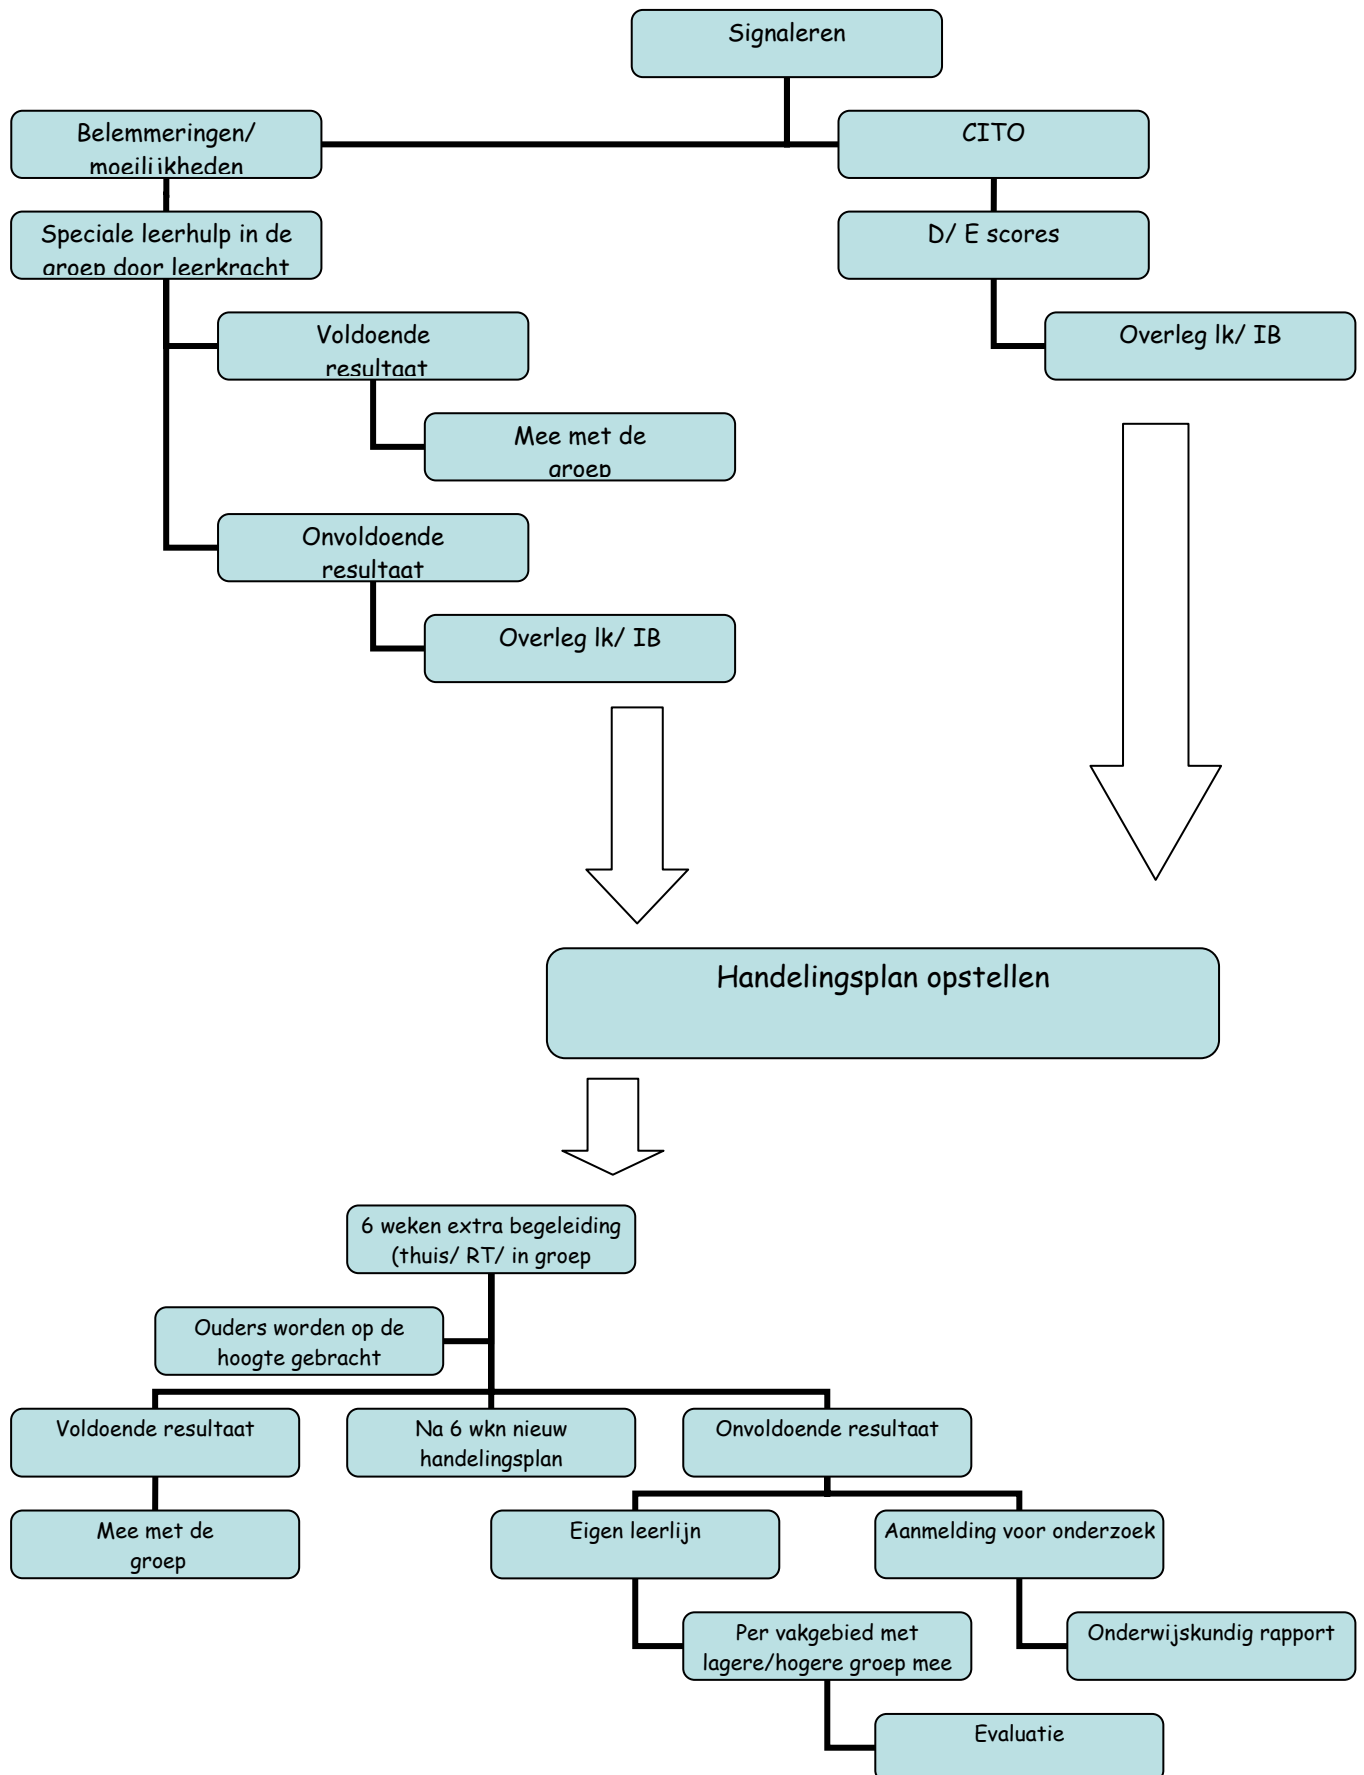 Signaleren
Belemmeringen/
moeilijkheden
CITO
Speciale leerhulp in de
groep door leerkracht
D/ E scores
Voldoende
resultaat
Overleg lk/ IB
Mee met de
groep
Onvoldoende
resultaat
Overleg lk/ IB
Handelingsplan opstellen
6 weken extra begeleiding
(thuis/ RT/ in groep
Ouders worden op de
hoogte gebracht
Voldoende resultaat
Na 6 wkn nieuw
handelingsplan
Onvoldoende resultaat
Mee met de
groep
Eigen leerlijn
Aanmelding voor onderzoek
Per vakgebied met
lagere/hogere groep mee
Onderwijskundig rapport
Evaluatie